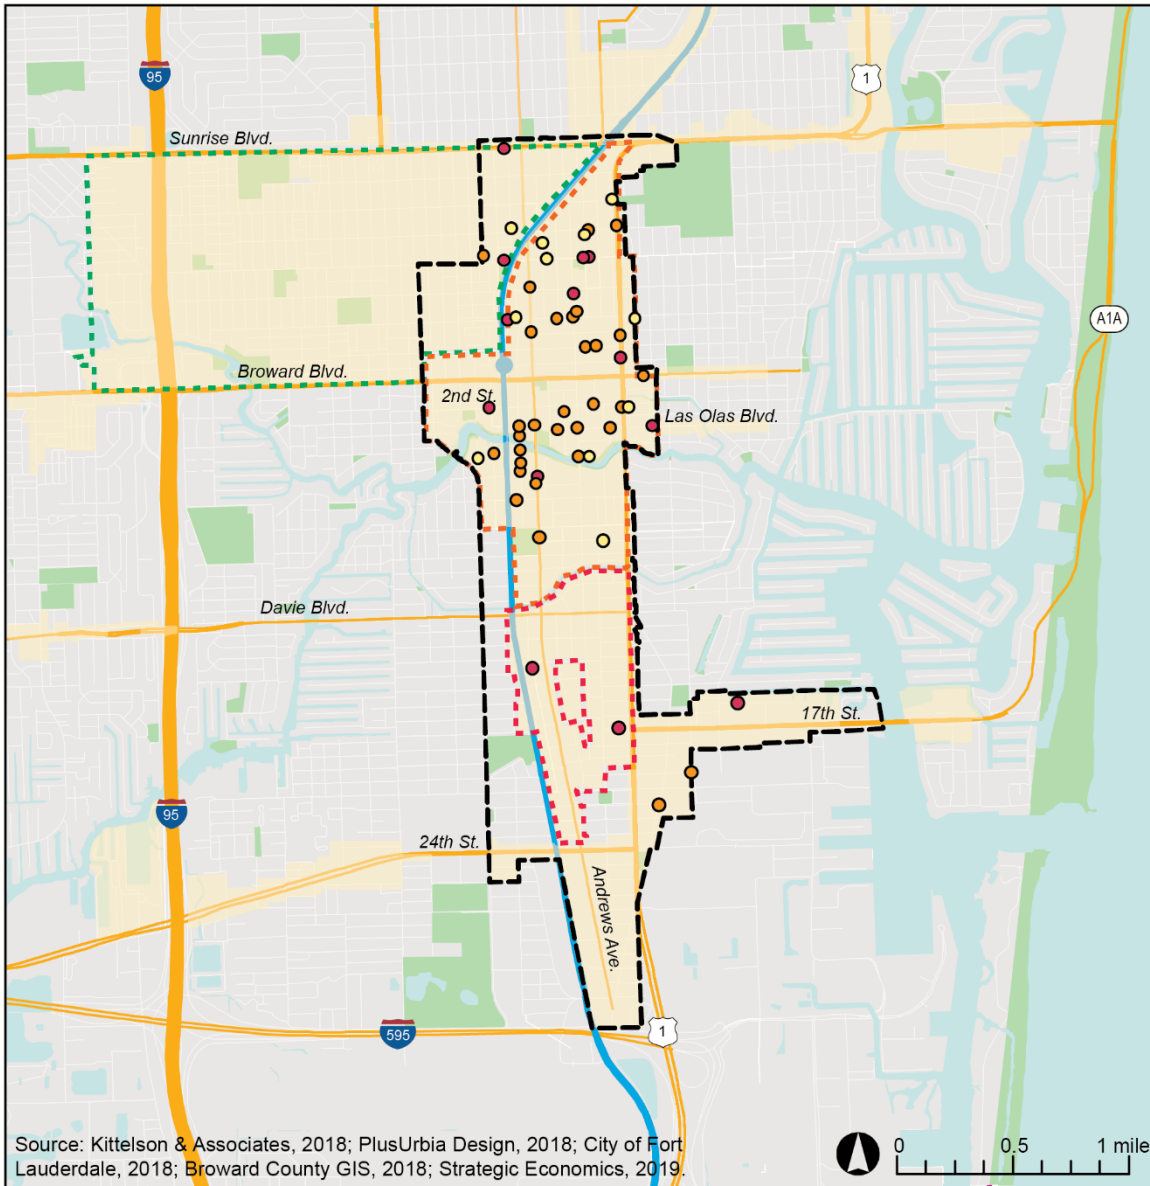 95
1
Sunrise Blvd.
A1A
Broward Blvd.
2nd St.
Las Olas Blvd.
Davie Blvd.
17th St.
95
24th St.
Andrews Ave.
595
1
Source: Kittelson & Associates, 2018; PlusUrbia Design, 2018; City of Fort
Lauderdale, 2018; Broward County GIS, 2018; Strategic Economics, 2019.
0 0.5 1 mile